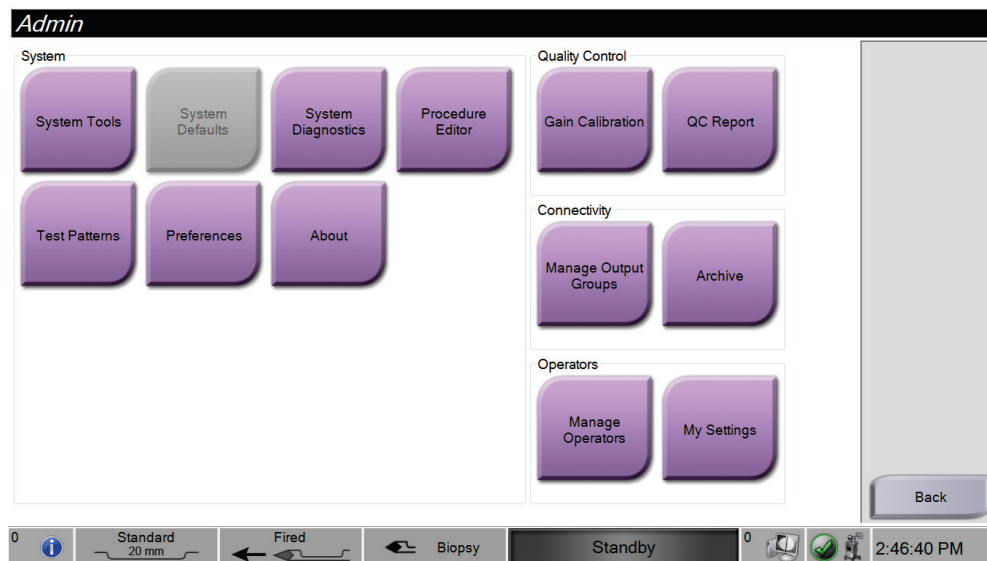 Admin
System
System Tools
System
Defaults
System
Diagnostics
Procedure
Editor
Test Patterns
Preferences
About
Quality Control
Gain Calibration
QC Report
Connectivity
Manage Output
Groups
Archive
Operators
Manage
Operators
My Settings
Back
0
Standard
20 mm
Fired
Biopsy
Standby
0
2:46:40 PM